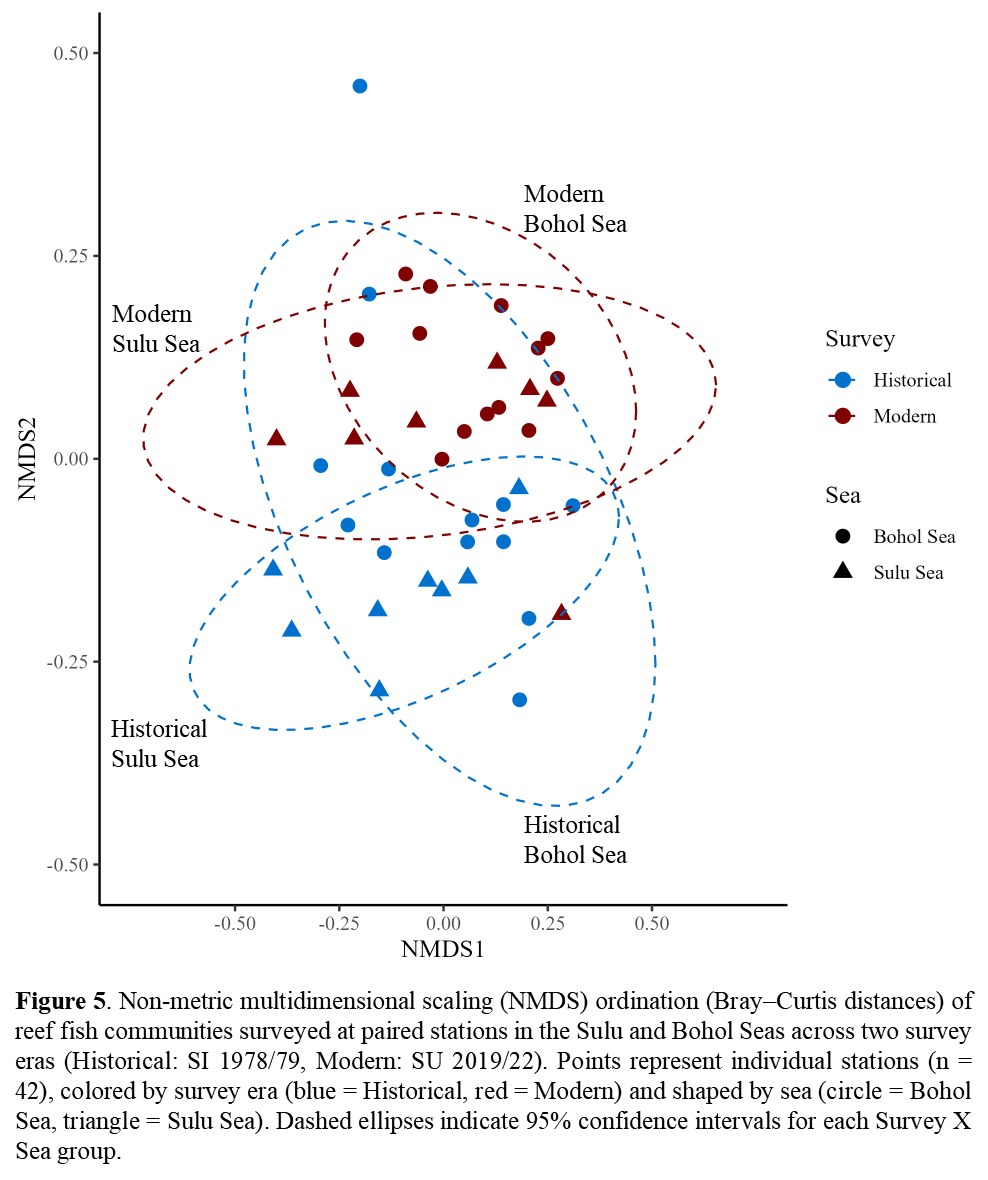 0.50
Modern
Bohol Sea
0.25
Modern
Sulu Sea
Survey
Historical
Modern
0.00
NMDS2
Sea
Bohol Sea
Sulu Sea
-0.25
Historical
Sulu Sea
Historical
Bohol Sea
-0.50
-0.50 -0.25 0.00 0.25 0.50
NMDS1
Figure 5. Non-metric multidimensional scaling (NMDS) ordination (Bray–Curtis distances) of
reef fish communities surveyed at paired stations in the Sulu and Bohol Seas across two survey
eras (Historical: SI 1978/79, Modern: SU 2019/22). Points represent individual stations (n =
42), colored by survey era (blue = Historical, red = Modern) and shaped by sea (circle = Bohol
Sea, triangle = Sulu Sea). Dashed ellipses indicate 95% confidence intervals for each Survey X
Sea group.